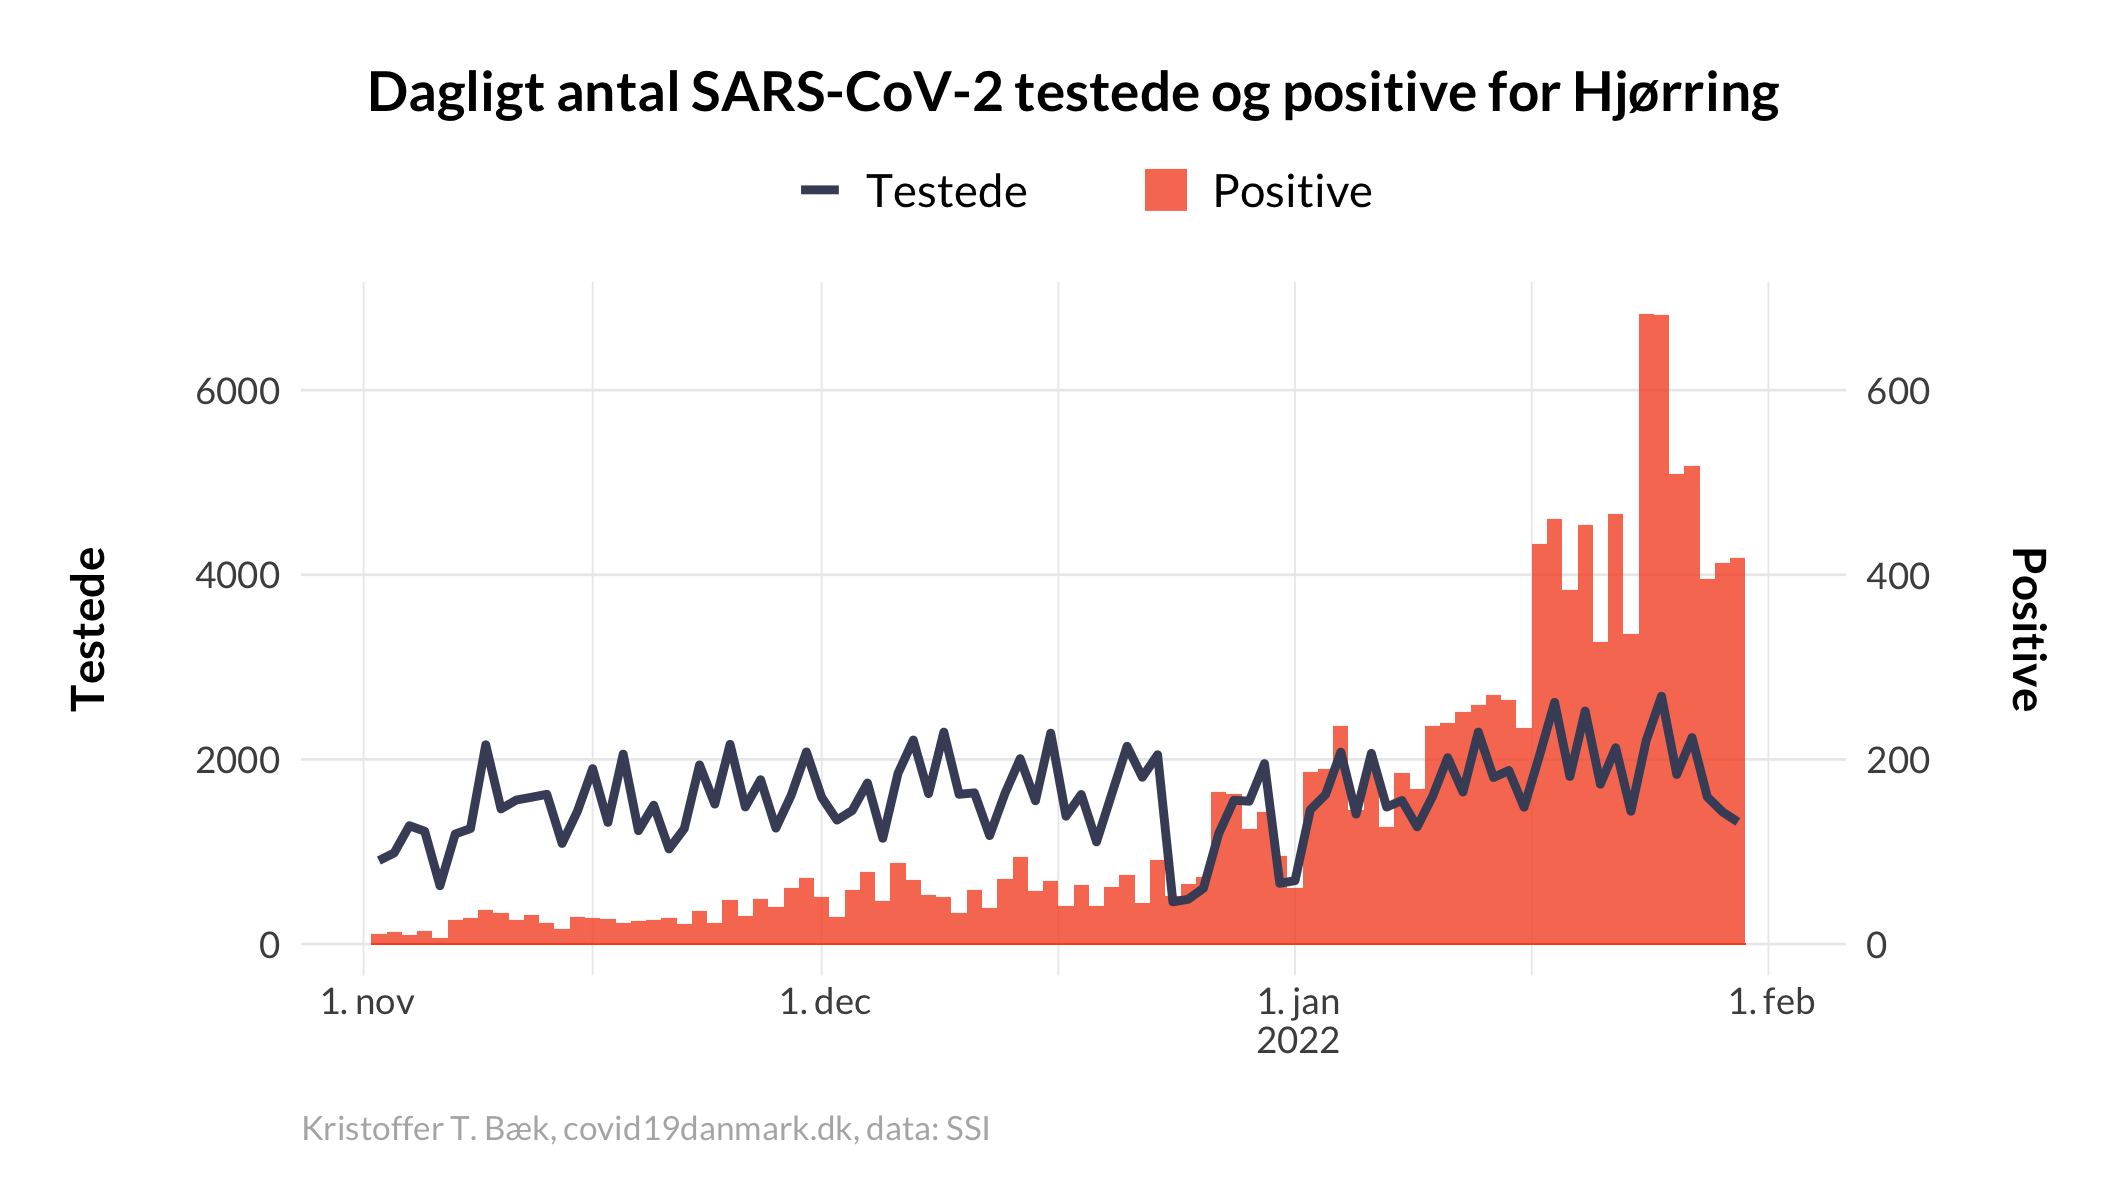 Dagligt antal SARS-CoV-2 testede og positive for Hjørring
Testede
Positive
6000
4000
2000
0
Testede
600
400
200
0
Positive
1. nov
1. dec
1. jan
2022
1. feb
Kristoffer T. Bæk, covid19danmark.dk, data: SSI